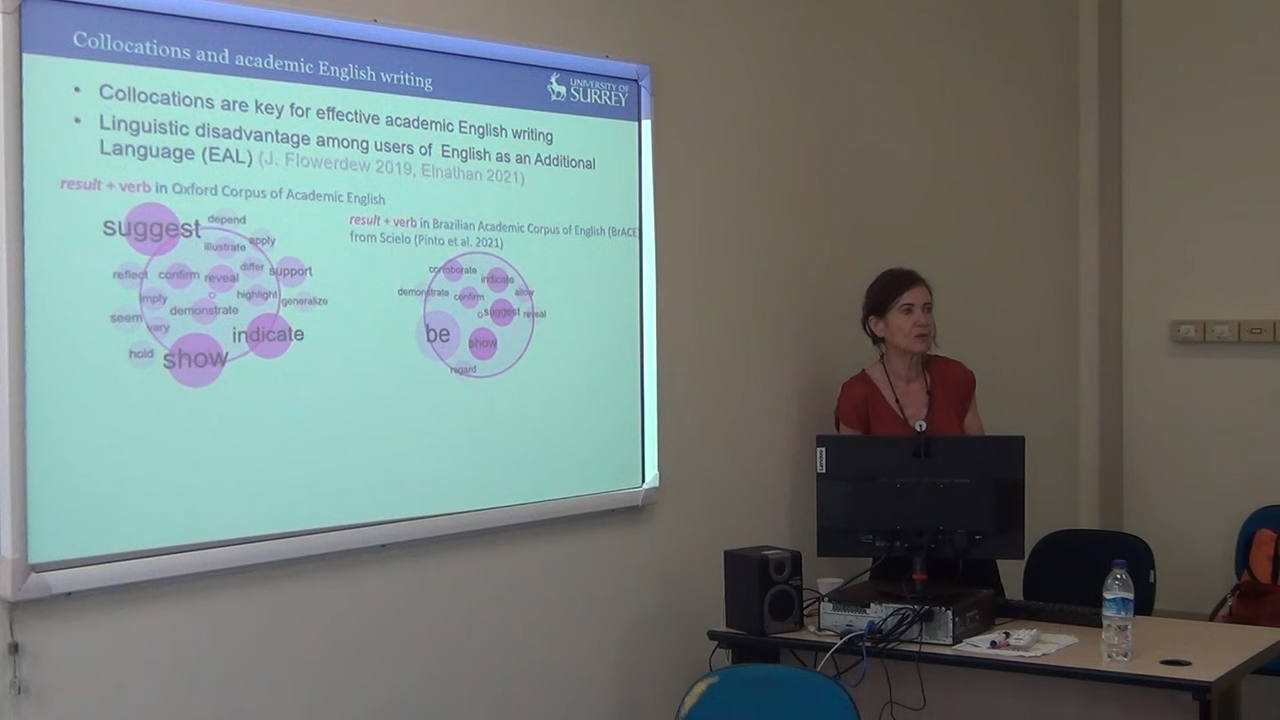 Collocations and academic English writing
UNIVERSITY OF
SURREY
• Collocations are key for effective academic English writing
• Linguistic disadvantage among users of English as an Additional
Language (EAL) (J. Flowerdew 2019, Elnathan 2021)
result + verb in Oxford Corpus of Academic English
suggest
depend
illustrate
apply
reflect
confirm
reveal
differ
support
imply
highlight
generalize
seem
demonstrate
vary
indicate
hold
show
result + verb in Brazilian Academic Corpus of English (BrACE)
from Scielo (Pinto et al. 2021)
corroborate
indicate
demonstrate
confirm
allow
suggest
reveal
be
show
regard
Lenovo